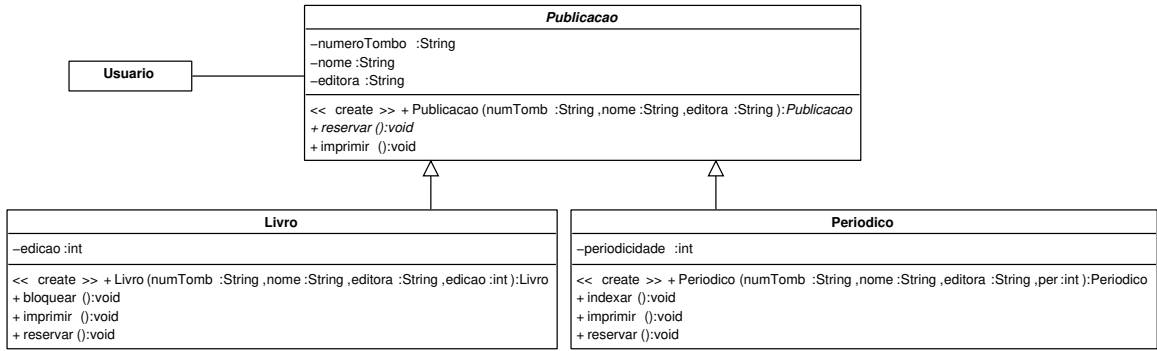 Publicacao
−numeroTombo :String
−nome :String
−editora :String
<< create >> + Publicacao (numTomb :String ,nome :String ,editora :String ):Publicacao
+ reservar ():void
+ imprimir ():void
Usuario
Livro
−edicao :int
<< create >> + Livro (numTomb :String ,nome :String ,editora :String ,edicao :int ):Livro
+ bloquear ():void
+ imprimir ():void
+ reservar ():void
Periodico
−periodicidade :int
<< create >> + Periodico (numTomb :String ,nome :String ,editora :String ,per :int ):Periodico
+ indexar ():void
+ imprimir ():void
+ reservar ():void